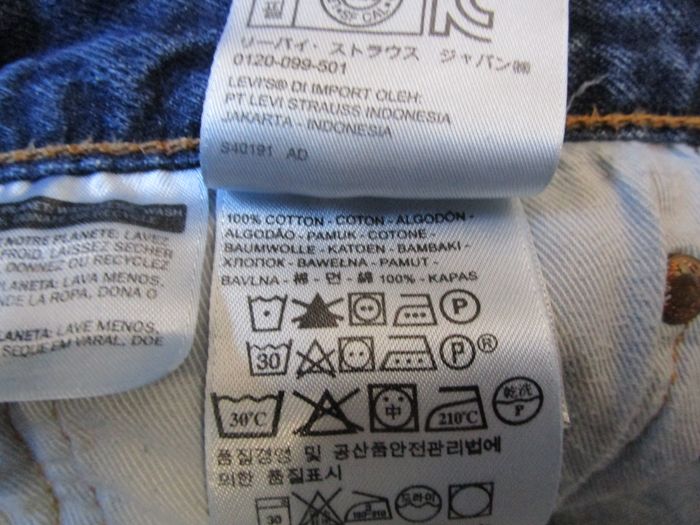 リーバイ・ストラウス ジャパン㈱
0120-099-501
LEVI'S® DI IMPORT OLEH:
PT LEVI STRAUSS INDONESIA
JAKARTA - INDONESIA
S40191 AD
WASH
NOTRE PLANETE: LAVEZ
FROID, LAISSEZ SECHER
DONNEZ OU RECYCLEZ
PLANETA: LAVA MENOS,
DE LA ROPA, DONA O
PLANETA: LAVE MENOS,
SEQUE EM VARAL, DOE
100% COTTON - COTON - ALGODÓN -
ALGODÃO - PAMUK - COTONE -
BAUMWOLLE - KATOEN - BAMBAKI -
ХЛОПОК - BAWEŁNA - PAMUT -
BAVLNA - 棉 - 면 - 綿 100% - KAPAS
P
30 P®
30°C 中 210°C 乾洗 P
품질경영 및 공산품안전관리법에
의한 품질표시
30 드라이